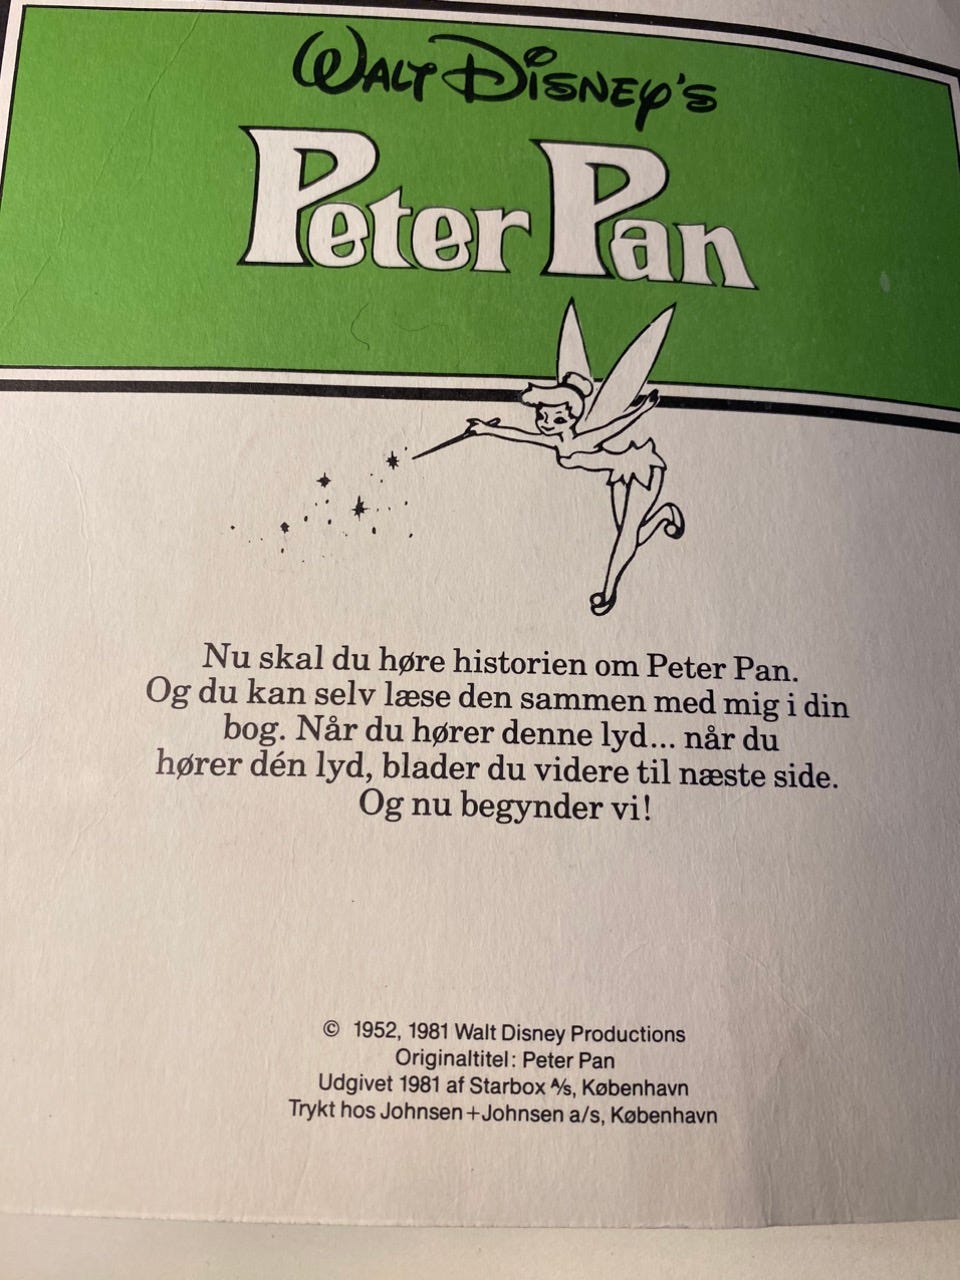 Walt Disney's
Peter Pan
Nu skal du høre historien om Peter Pan.
Og du kan selv læse den sammen med mig i din
bog. Når du hører denne lyd... når du
hører dén lyd, blader du videre til næste side.
Og nu begynder vi!
© 1952, 1981 Walt Disney Productions
Originaltitel: Peter Pan
Udgivet 1981 af Starbox A/s, København
Trykt hos Johnsen+Johnsen a/s, København